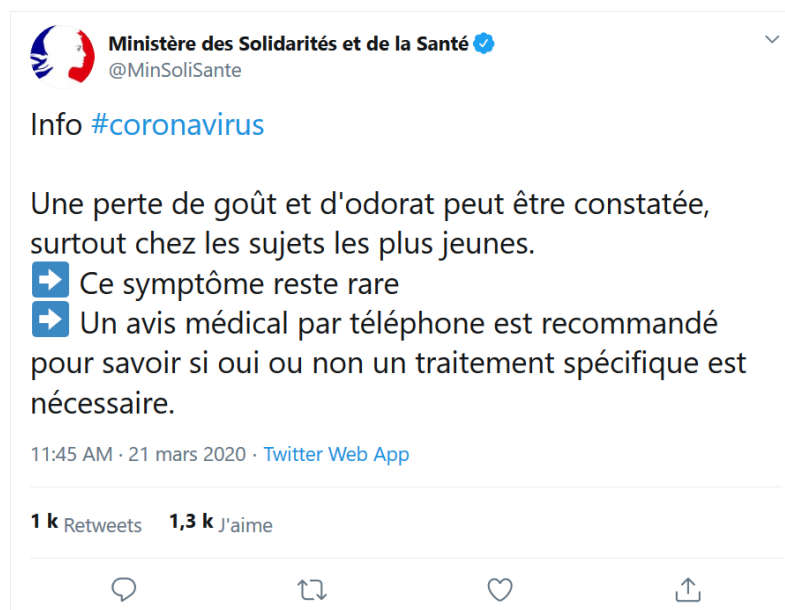 Ministère des Solidarités et de la Santé
@MinSoliSante
Info #coronavirus
Une perte de goût et d'odorat peut être constatée,
surtout chez les sujets les plus jeunes.
➡ Ce symptôme reste rare
➡ Un avis médical par téléphone est recommandé
pour savoir si oui ou non un traitement spécifique est
nécessaire.
11:45 AM · 21 mars 2020 · Twitter Web App
1 k Retweets 1,3 k J'aime